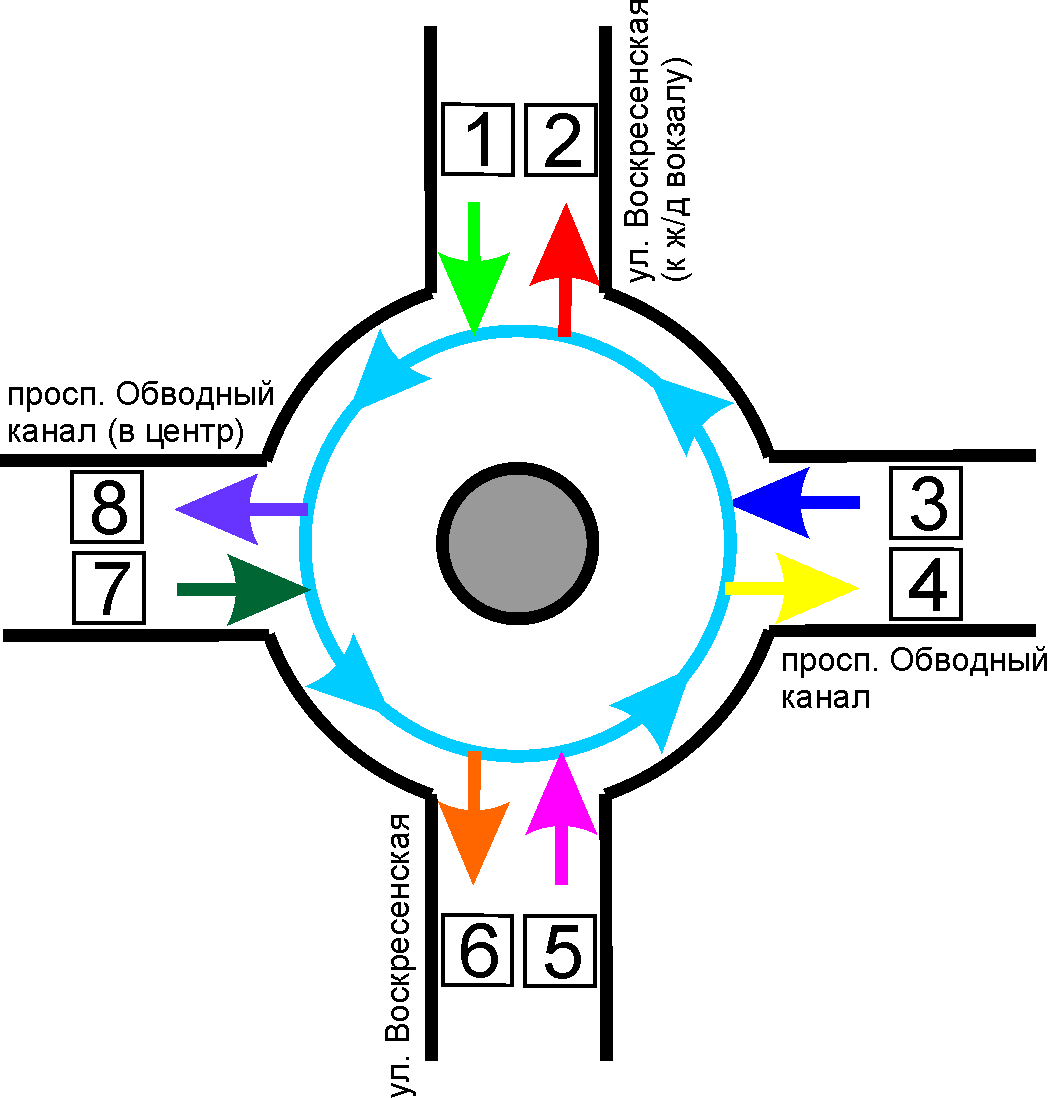 1 2
ул. Воскресенская
(к ж/д вокзалу)
просп. Обводный
канал (в центр)
8
7
3
4
просп. Обводный
канал
ул. Воскресенская
6 5